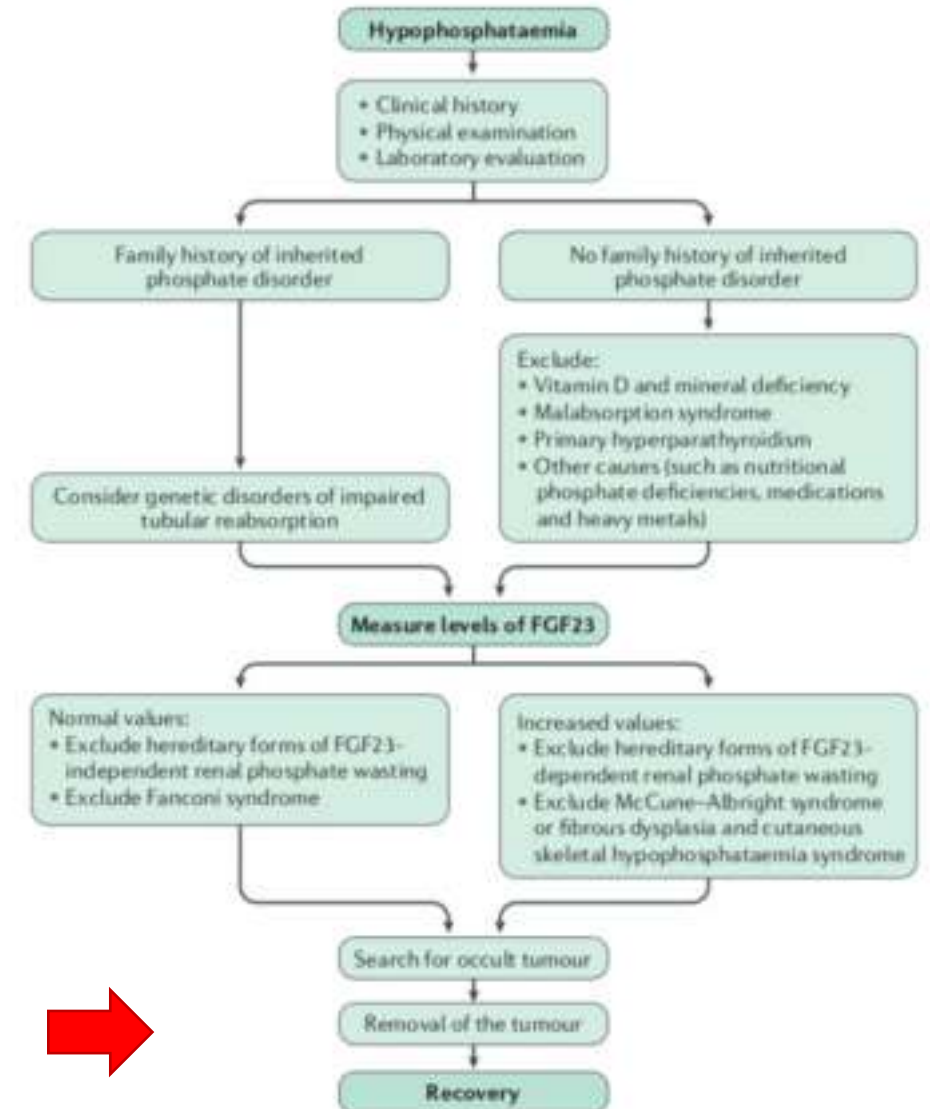 Hypophosphataemia
• Clinical history
• Physical examination
• Laboratory evaluation
Family history of inherited
phosphate disorder
No family history of inherited
phosphate disorder
Exclude:
• Vitamin D and mineral deficiency
• Malabsorption syndrome
• Primary hyperparathyroidism
• Other causes (such as nutritional
phosphate deficiencies, medications
and heavy metals)
Consider genetic disorders of impaired
tubular reabsorption
Measure levels of FGF23
Normal values:
• Exclude hereditary forms of FGF23-
independent renal phosphate wasting
• Exclude Fanconi syndrome
Increased values:
• Exclude hereditary forms of FGF23-
dependent renal phosphate wasting
• Exclude McCune–Albright syndrome
or fibrous dysplasia and cutaneous
skeletal hypophosphataemia syndrome
Search for occult tumour
Removal of the tumour
Recovery